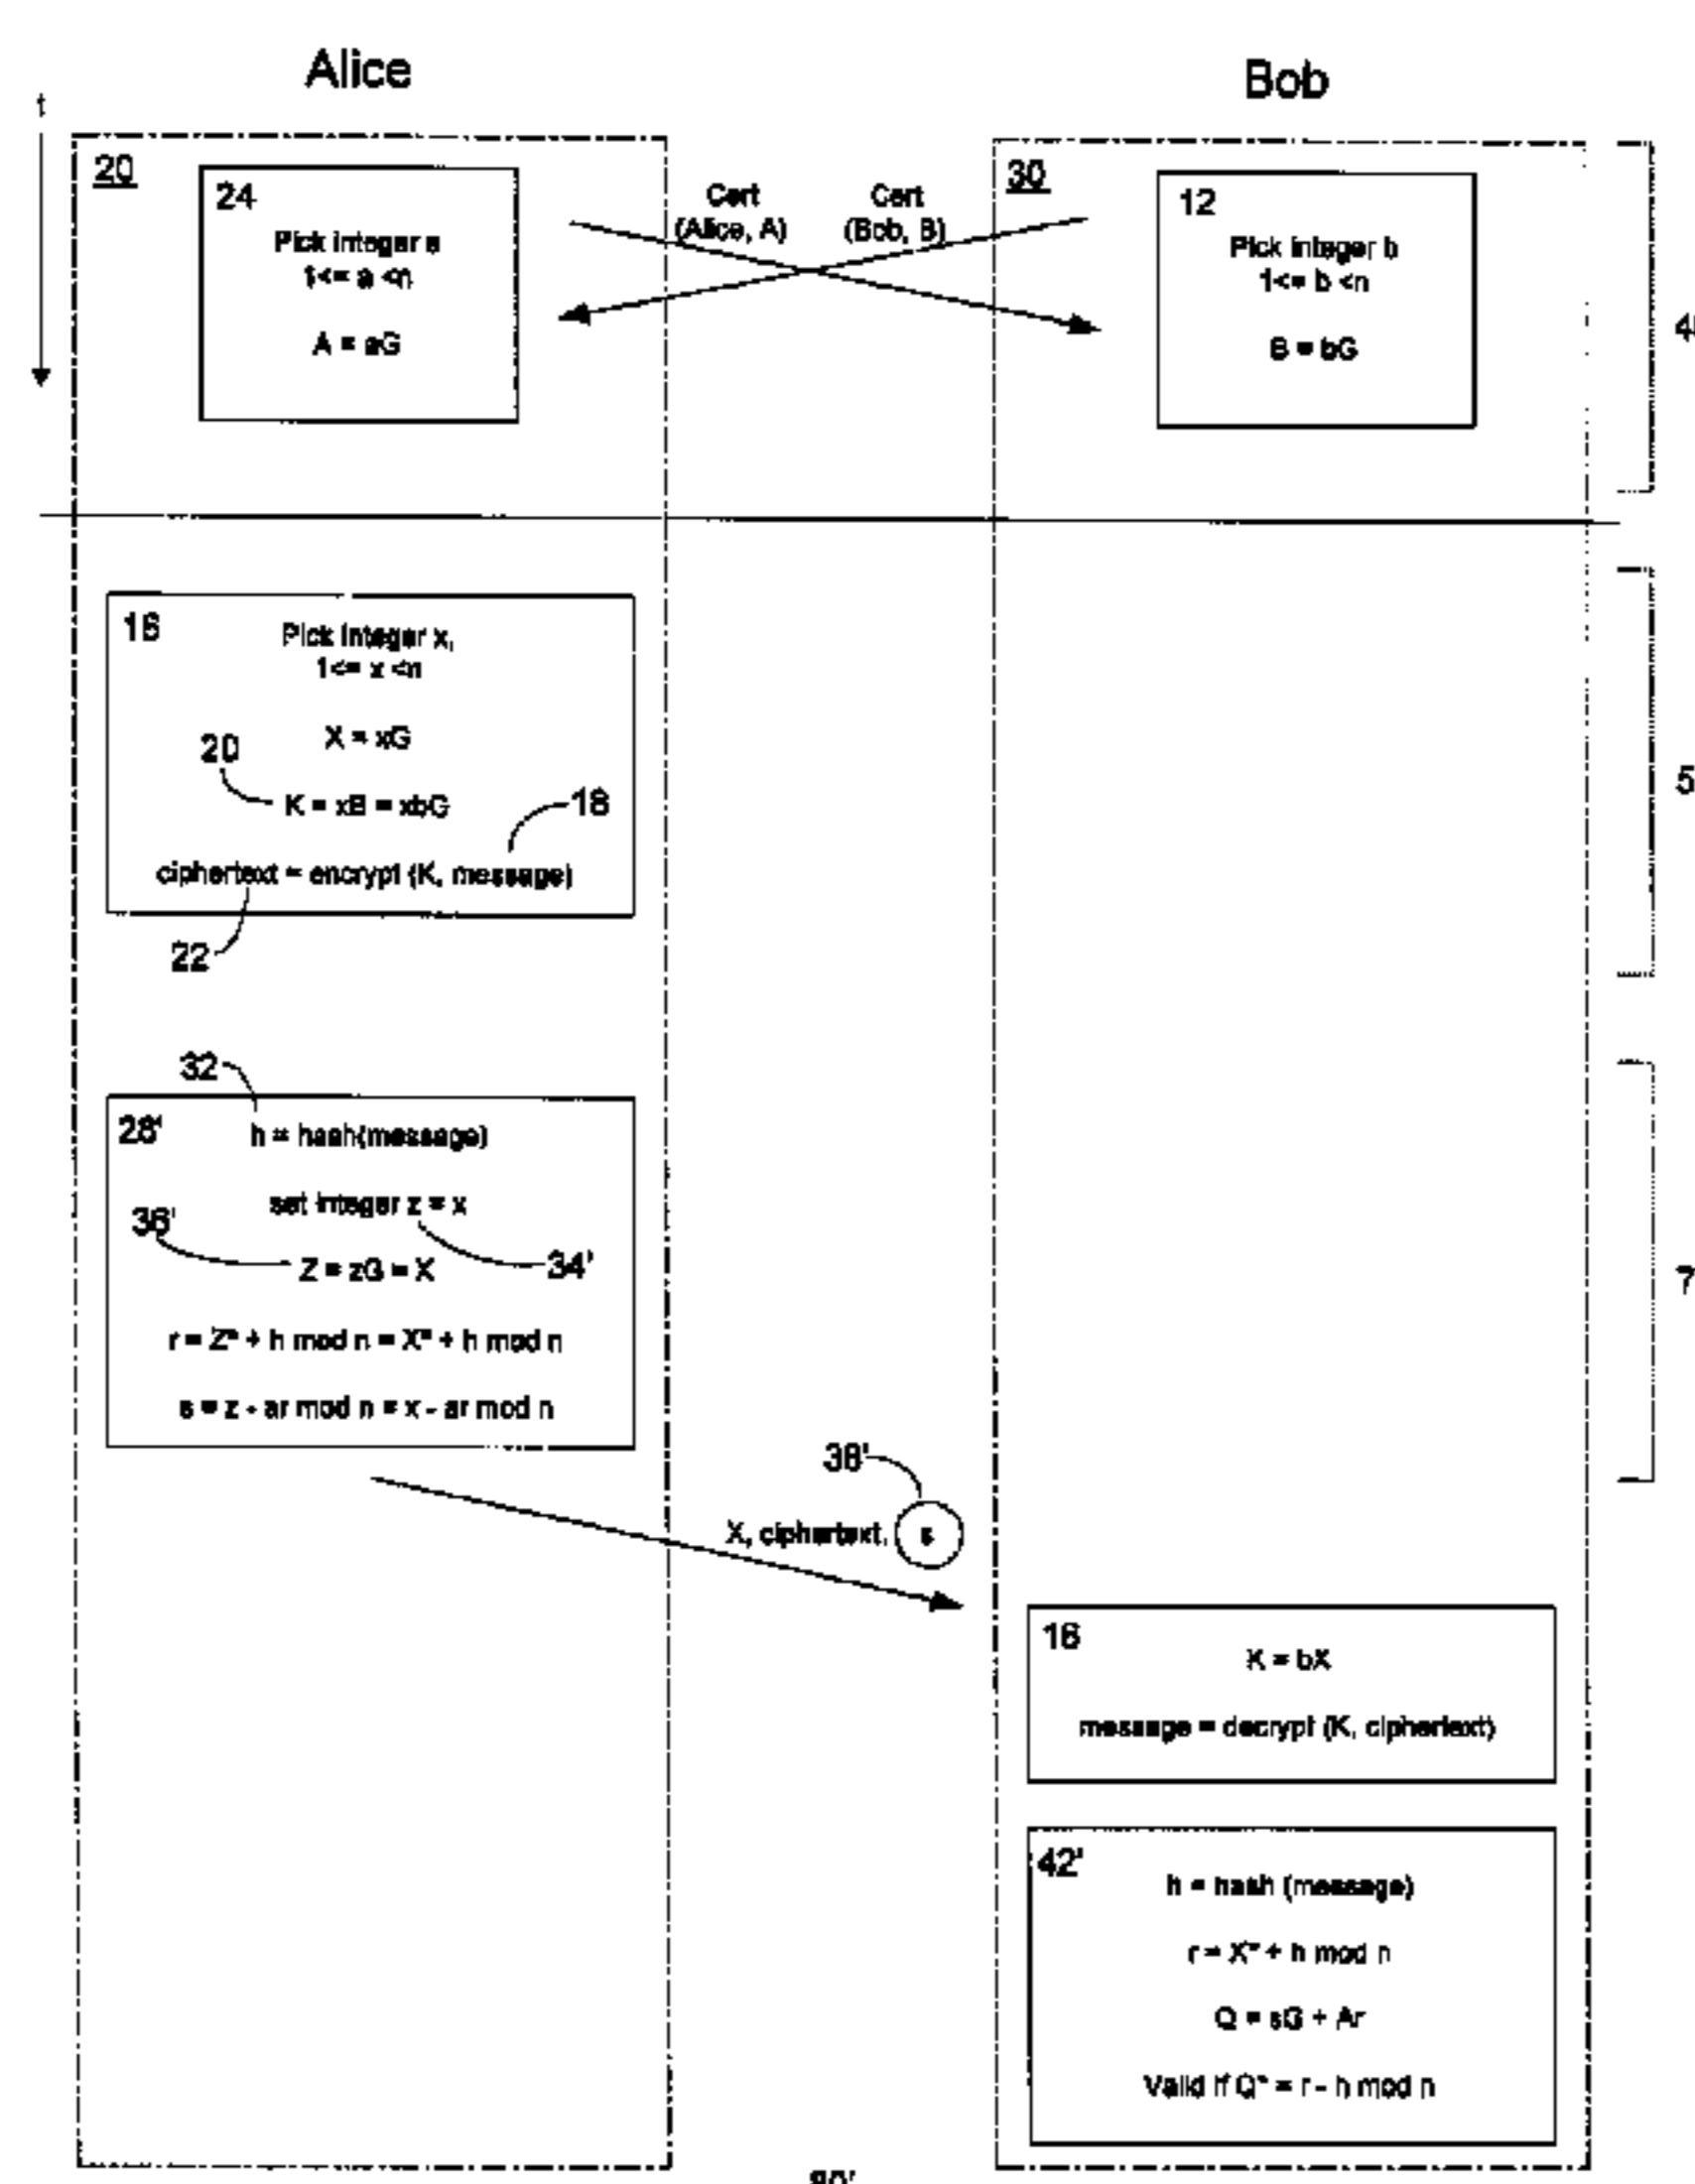 Alice
Bob
t
20
24
Pick integer a
1<= a <n
A = aG
Cert
(Alice, A)
Cert
(Bob, B)
30
12
Pick integer b
1<= b <n
B = bG
16
Pick integer x,
1<= x <n
X = xG
20
K = xB = xbG
18
ciphertext = encrypt (K, message)
22
5
32
28'
h = hash(message)
set integer z = x
36'
34'
Z = zG = X
r = Z* + h mod n = X* + h mod n
s = z - ar mod n = x - ar mod n
7
38'
X, ciphertext, s
16
K = bX
message = decrypt (K, ciphertext)
42'
h = hash (message)
r = X* + h mod n
Q = sG + Ar
Valid if Q* = r - h mod n